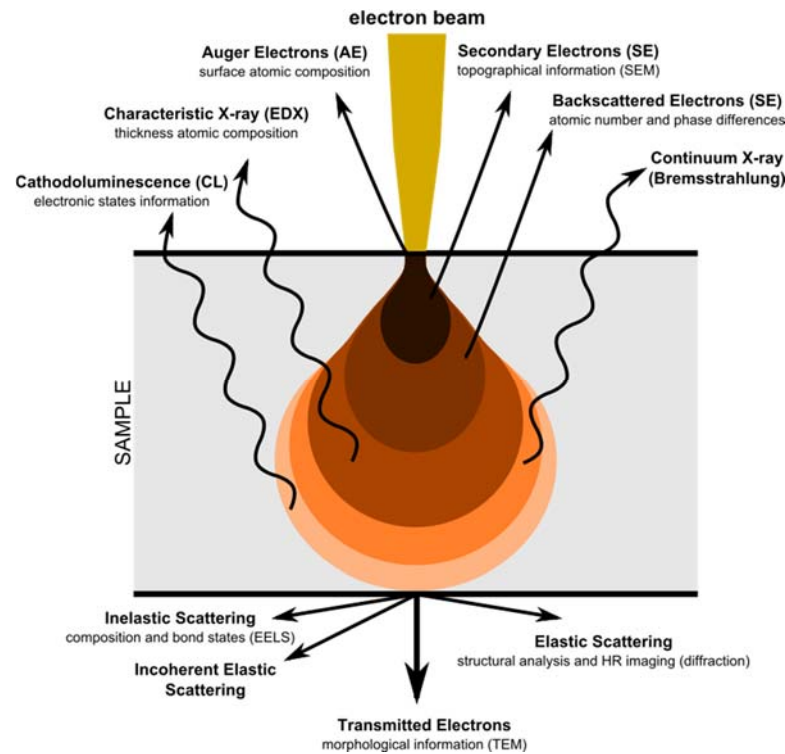 electron beam
Auger Electrons (AE)
surface atomic composition
Secondary Electrons (SE)
topographical information (SEM)
Characteristic X-ray (EDX)
thickness atomic composition
Backscattered Electrons (SE)
atomic number and phase differences
Cathodoluminescence (CL)
electronic states information
Continuum X-ray
(Bremsstrahlung)
SAMPLE
Inelastic Scattering
composition and bond states (EELS)
Incoherent Elastic
Scattering
Elastic Scattering
structural analysis and HR imaging (diffraction)
Transmitted Electrons
morphological information (TEM)